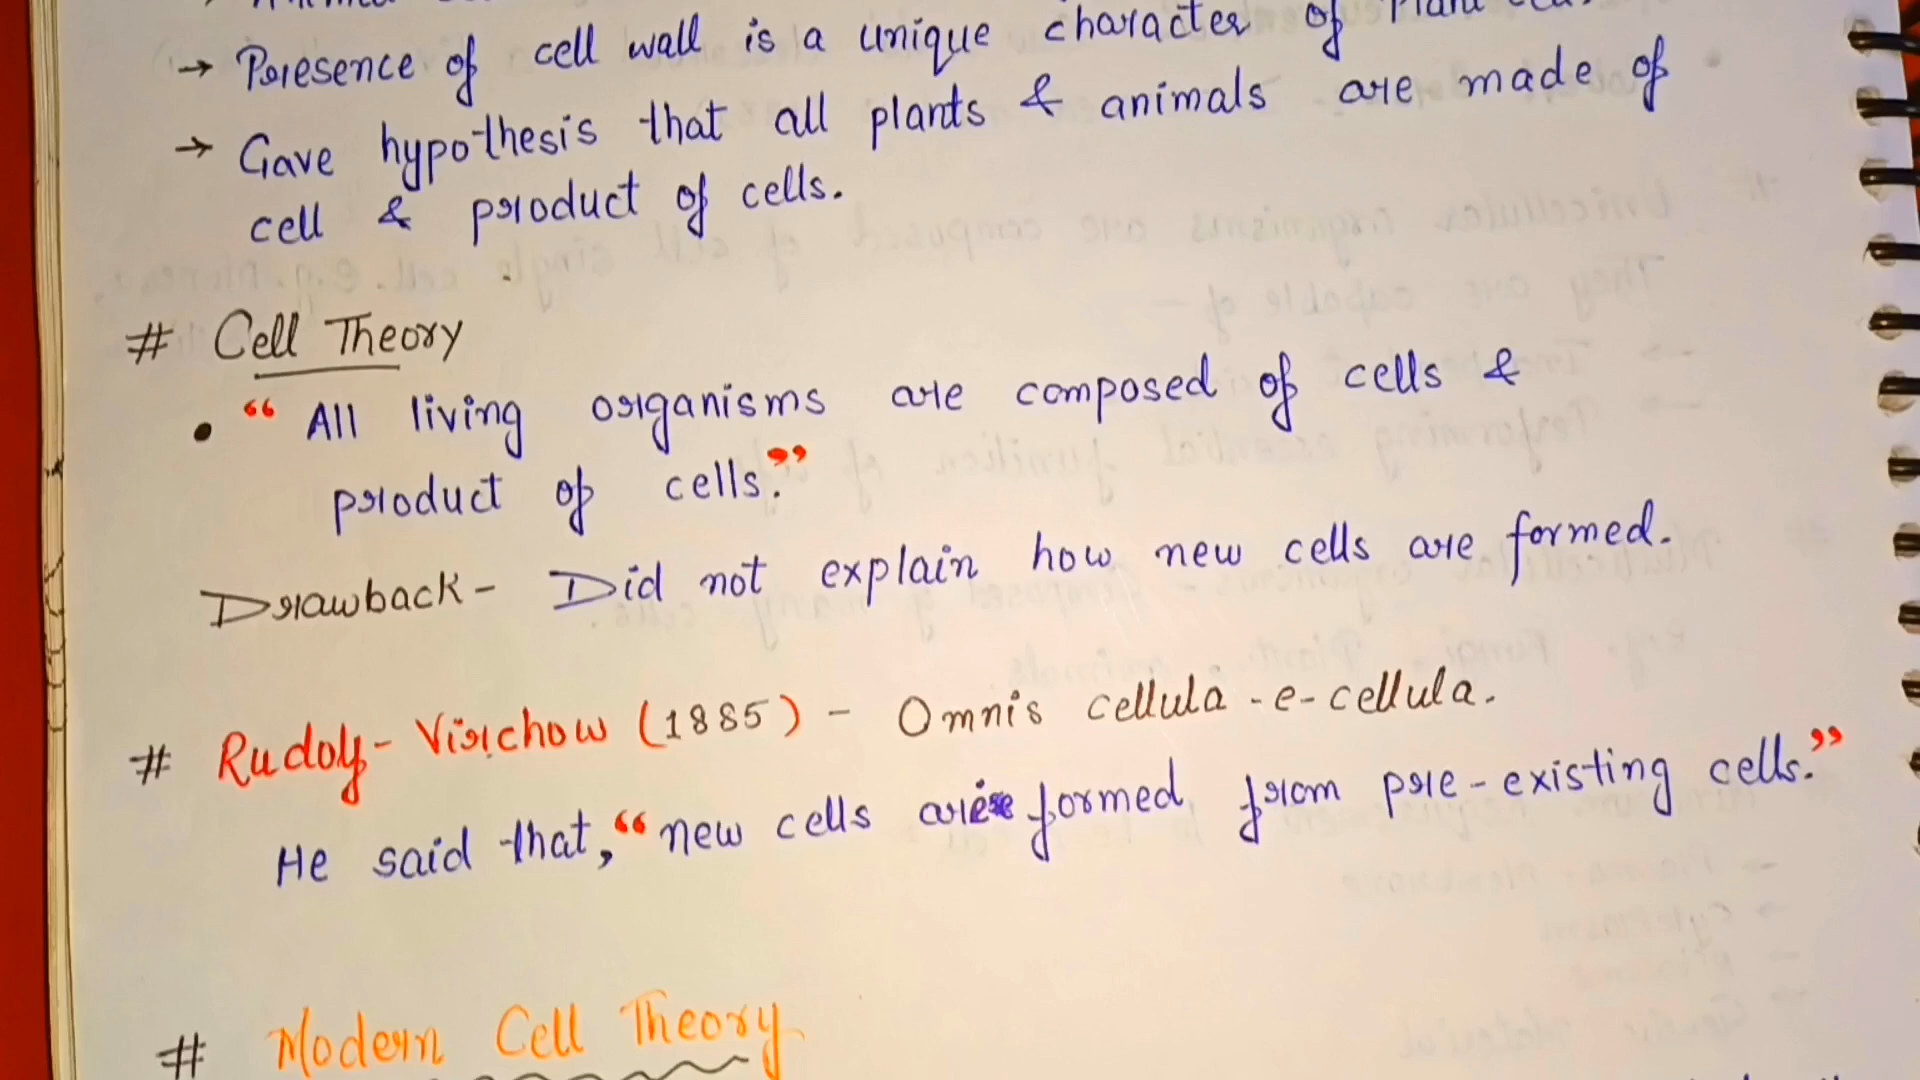 → Presence of cell wall is a unique character of Plant
→ Gave hypothesis that all plants & animals are made of
cell & product of cells.
# Cell Theory
• “ All living organisms are composed of cells &
product of cells.”
Drawback - Did not explain how new cells are formed.
# Rudolf - Virchow (1885) - Omnis cellula - e - cellula.
He said that, “ new cells are formed from pre - existing cells.”
# Modern Cell Theory